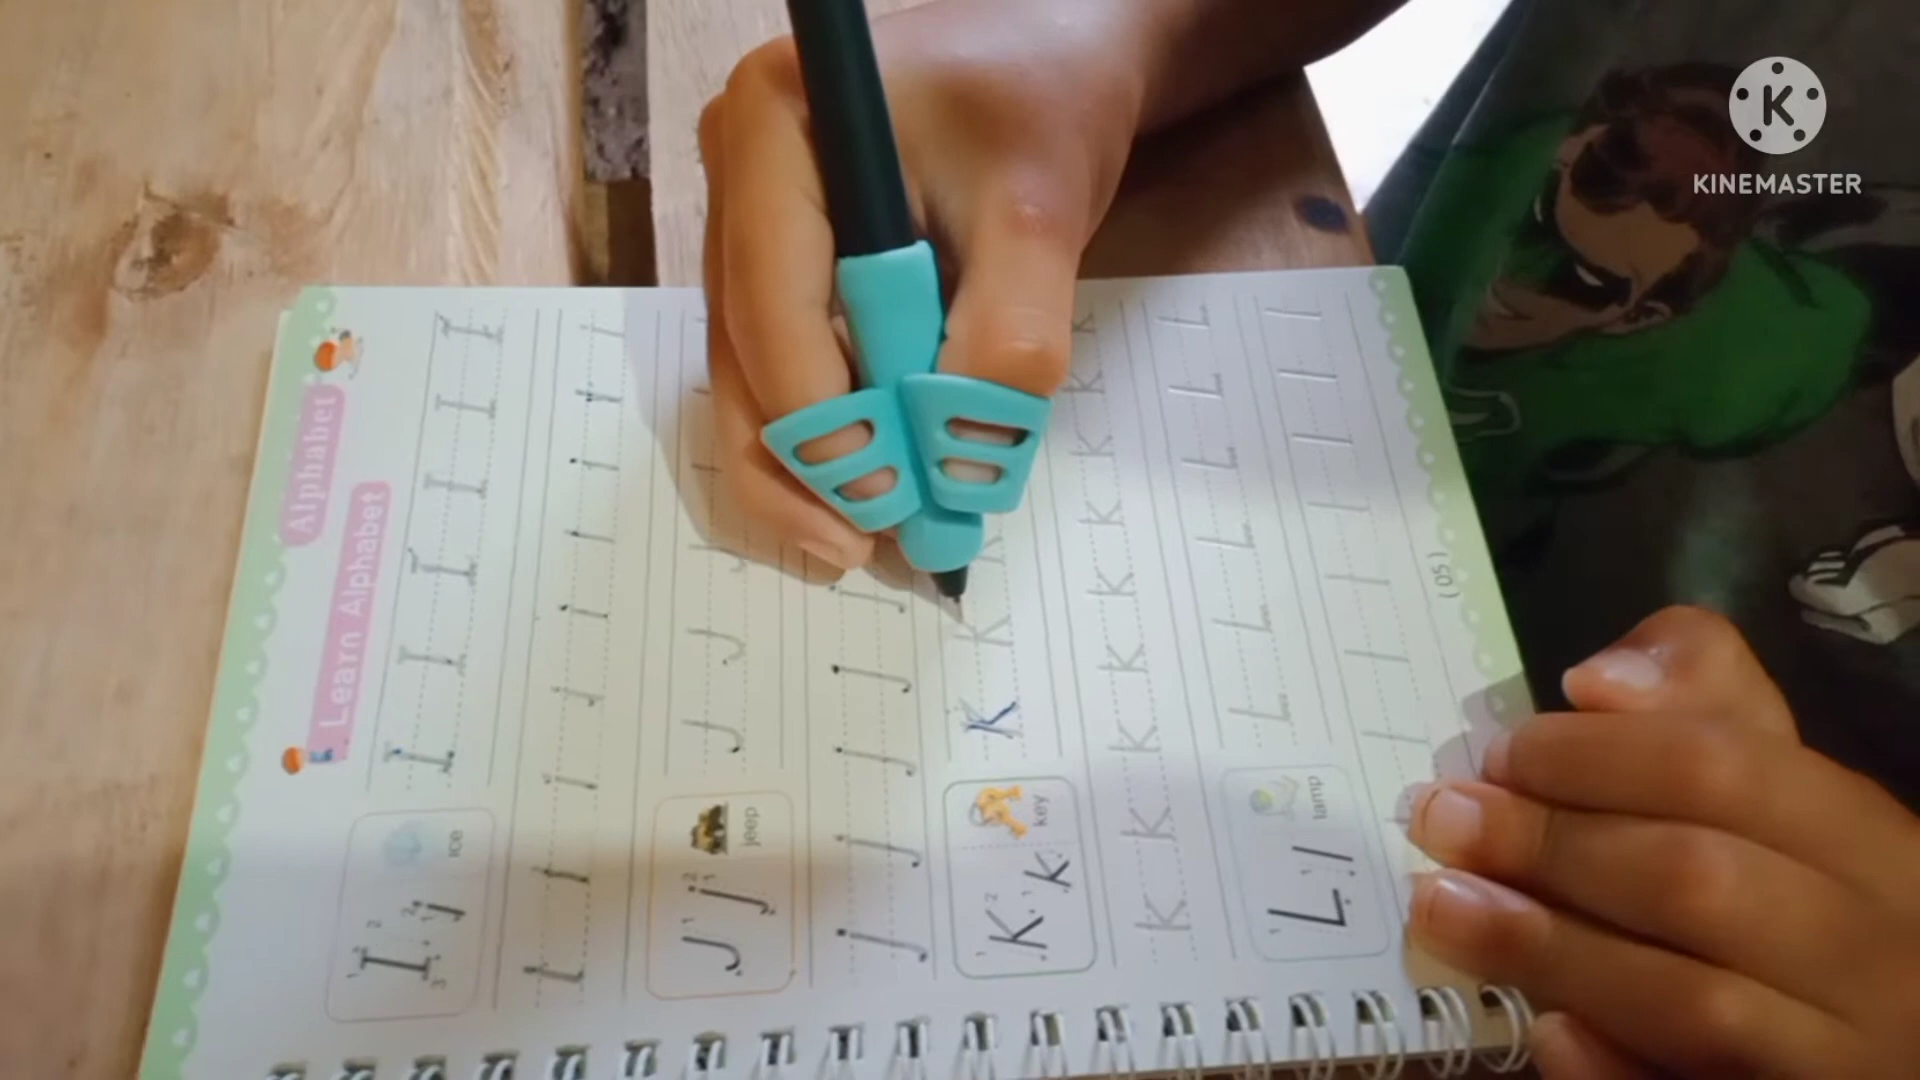 Alphabet
Learn Alphabet
I i
ice
I I I I I I
J j
jeep
J J
j j j j j
K k
key
K K K
K K K K K K K K
L l
lamp
L L L L L L
l l l l l l
(05)
K
KINEMASTER